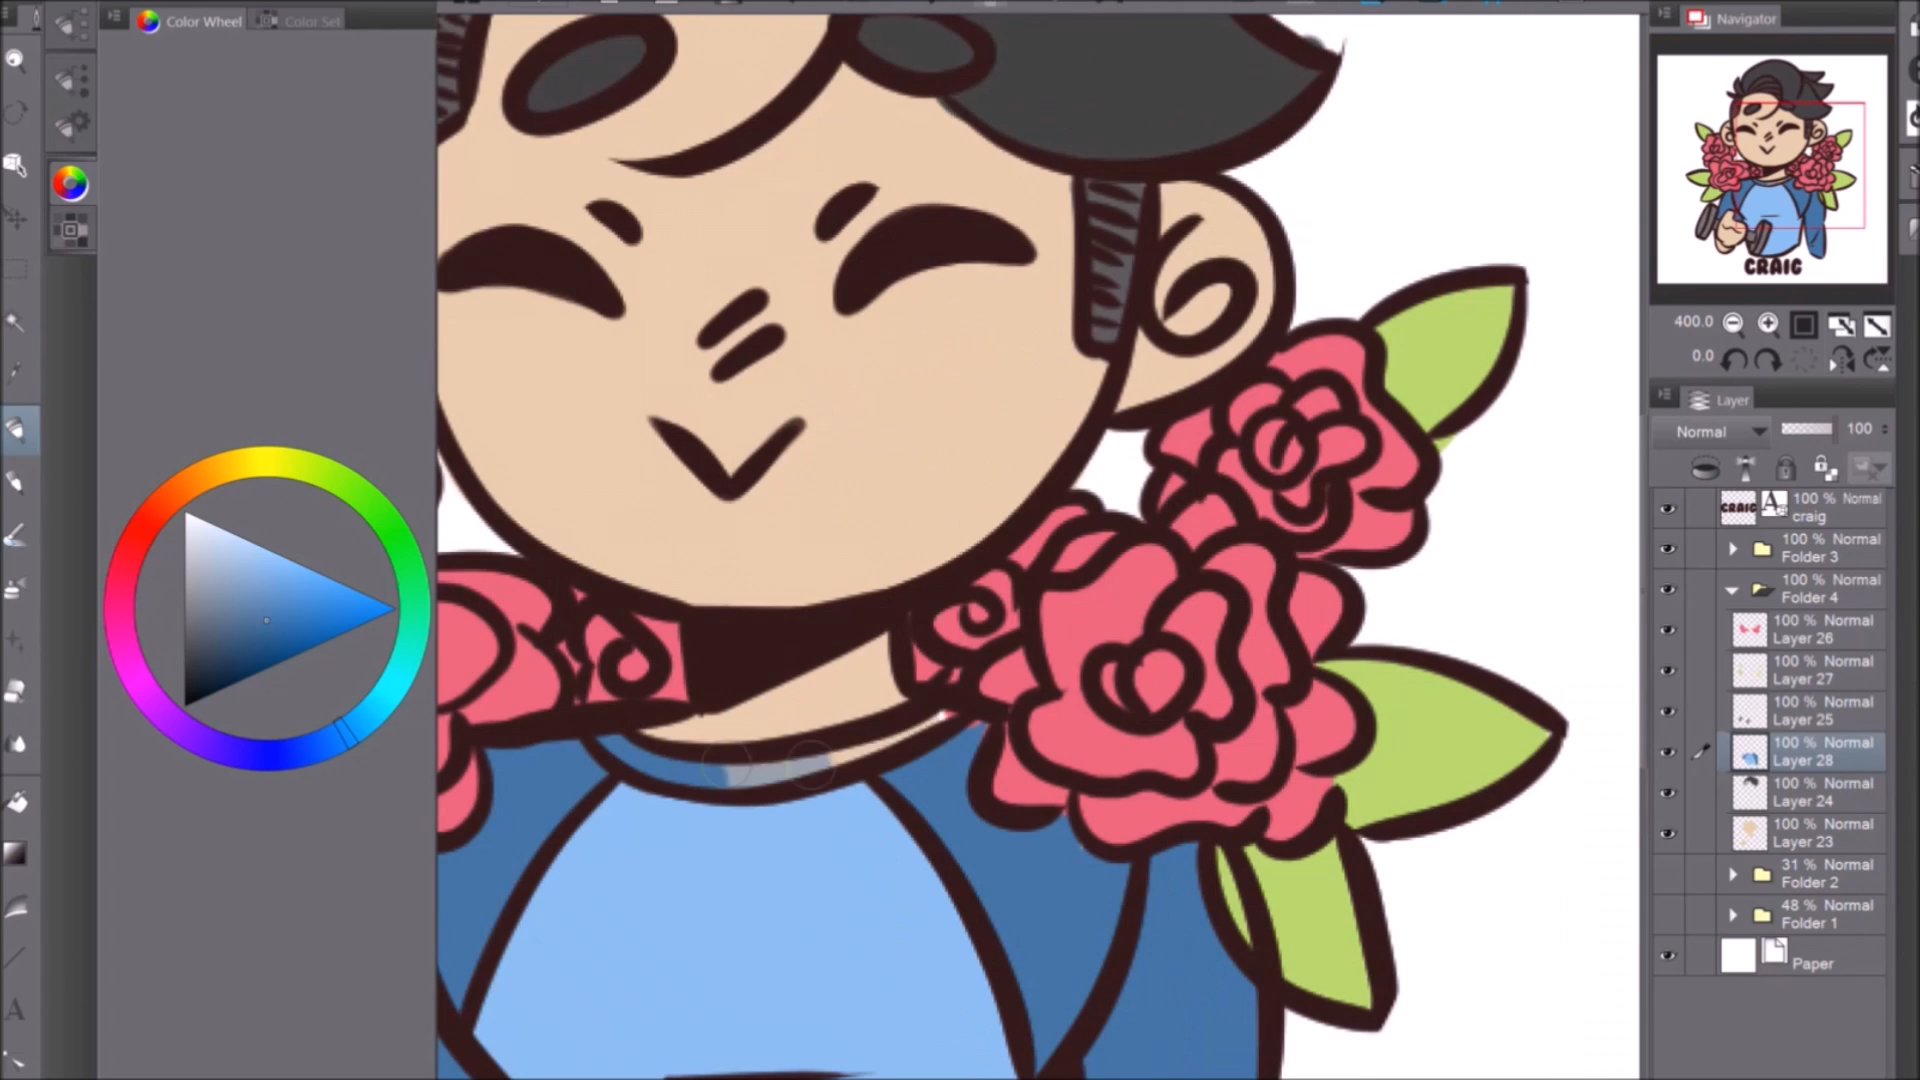 Color Wheel
Color Set
Navigator
CRAIG
400.0
0.0
Layer
Normal
100
CRAIG
A
100 % Normal
craig
100 % Normal
Folder 3
100 % Normal
Folder 4
100 % Normal
Layer 26
100 % Normal
Layer 27
100 % Normal
Layer 25
100 % Normal
Layer 28
100 % Normal
Layer 24
100 % Normal
Layer 23
31 % Normal
Folder 2
48 % Normal
Folder 1
Paper
A